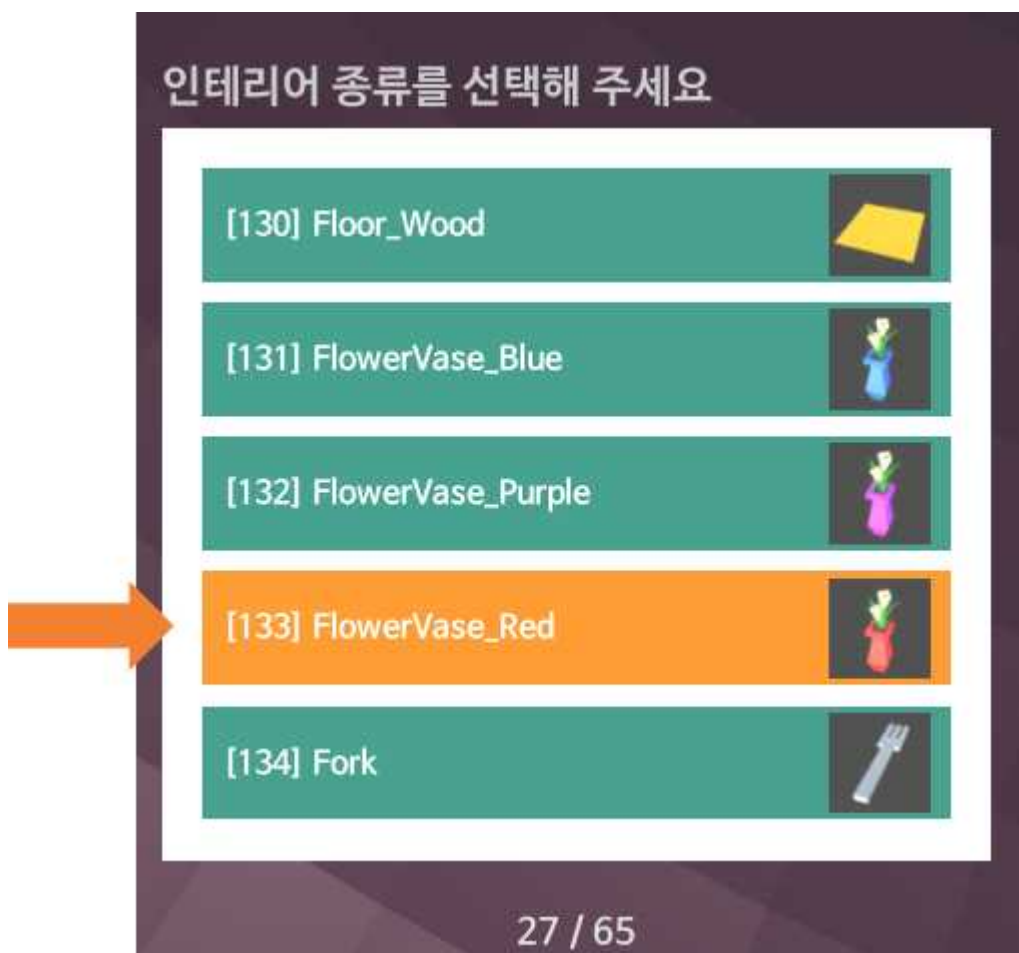 인테리어 종류를 선택해 주세요
[130] Floor_Wood
[131] FlowerVase_Blue
[132] FlowerVase_Purple
[133] FlowerVase_Red
[134] Fork
27 / 65